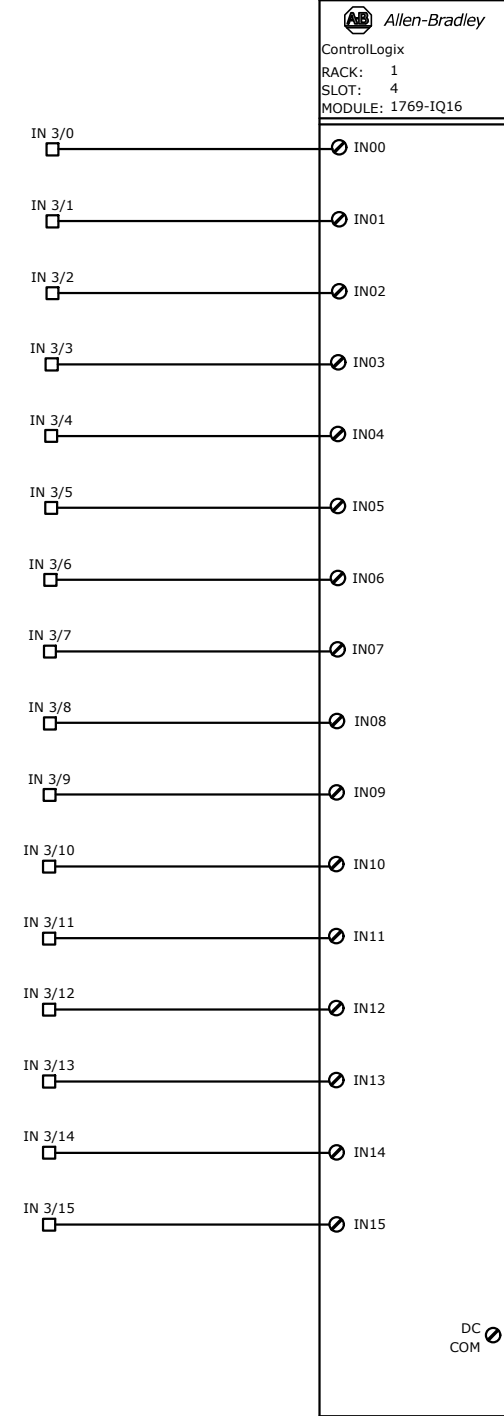 AB Allen-Bradley
ControlLogix
RACK: 1
SLOT: 4
MODULE: 1769-IQ16
IN 3/0
IN00
IN 3/1
IN01
IN 3/2
IN02
IN 3/3
IN03
IN 3/4
IN04
IN 3/5
IN05
IN 3/6
IN06
IN 3/7
IN07
IN 3/8
IN08
IN 3/9
IN09
IN 3/10
IN10
IN 3/11
IN11
IN 3/12
IN12
IN 3/13
IN13
IN 3/14
IN14
IN 3/15
IN15
DC
COM